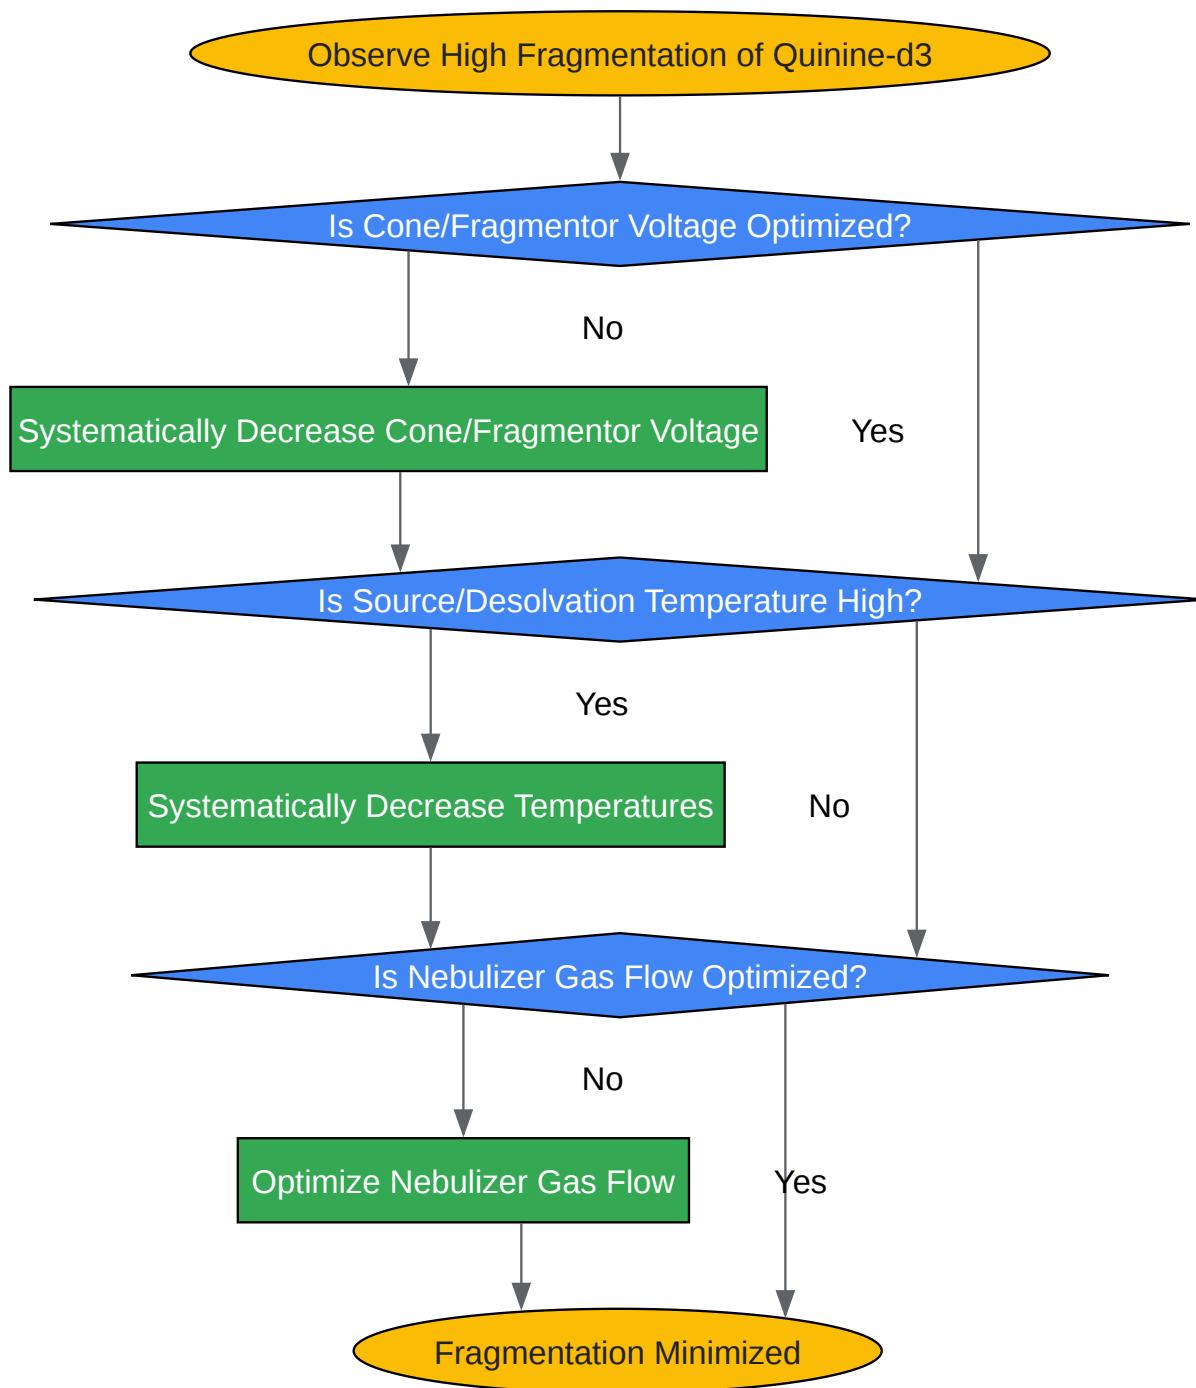 Observe High Fragmentation of Quinine-d3
Is Cone/Fragmentor Voltage Optimized?
No
Systematically Decrease Cone/Fragmentor Voltage
Yes
Is Source/Desolvation Temperature High?
Yes
Systematically Decrease Temperatures
No
Is Nebulizer Gas Flow Optimized?
No
Optimize Nebulizer Gas Flow
Yes
Fragmentation Minimized